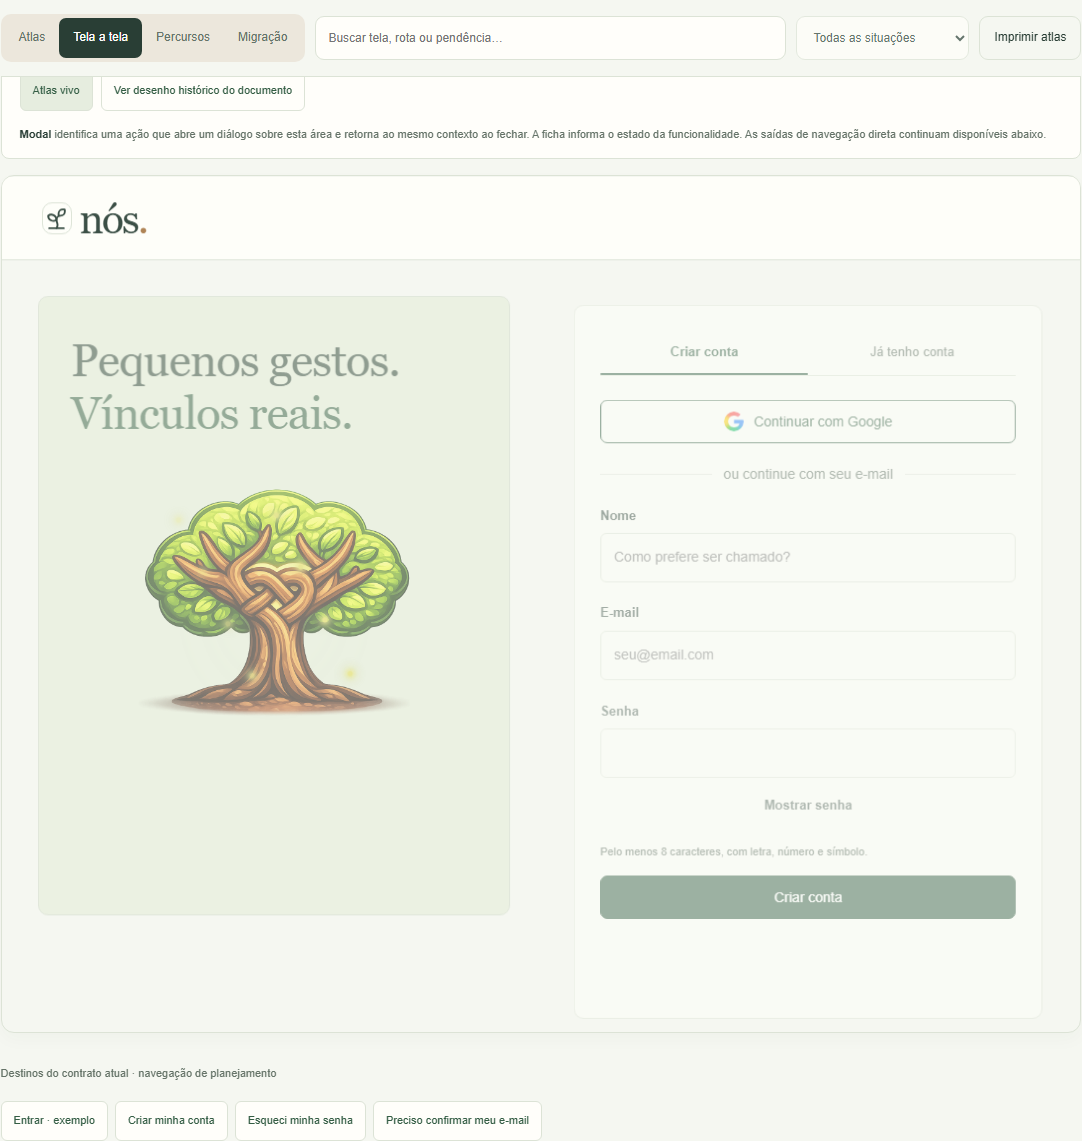 Atlas
Tela a tela
Percursos
Migração
Buscar tela, rota ou pendência...
Todas as situações
Imprimir atlas
Atlas vivo
Ver desenho histórico do documento
Modal identifica uma ação que abre um diálogo sobre esta área e retorna ao mesmo contexto ao fechar. A ficha informa o estado da funcionalidade. As saídas de navegação direta continuam disponíveis abaixo.
nós.
Pequenos gestos.
Vínculos reais.
Criar conta
Já tenho conta
Continuar com Google
ou continue com seu e-mail
Nome
Como prefere ser chamado?
E-mail
seu@email.com
Senha
Mostrar senha
Pelo menos 8 caracteres, com letra, número e símbolo.
Criar conta
Destinos do contrato atual · navegação de planejamento
Entrar · exemplo
Criar minha conta
Esqueci minha senha
Preciso confirmar meu e-mail